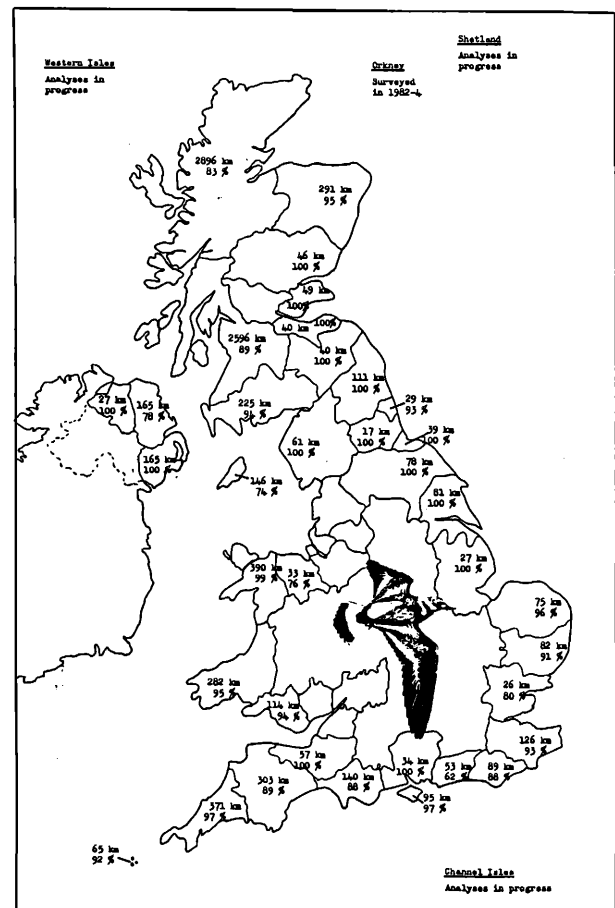 Shetland
Analyses in
progress
Western Isles
Analyses in
progress
Orkney
Surveyed
in 1982-4
2896 km
83 %
291 km
95 %
46 km
100 %
49 km
100%
40 km
100%
2596 km
89 %
40 km
100 %
111 km
100 %
29 km
93 %
27 km
100 %
165 km
78 %
225 km
94 %
17 km
100 %
39 km
100 %
61 km
100 %
165 km
100 %
78 km
100 %
146 km
74 %
81 km
100 %
27 km
100 %
390 km
99 %
33 km
76 %
75 km
96 %
82 km
91 %
282 km
95 %
26 km
80 %
114 km
94 %
126 km
93 %
57 km
100 %
34 km
100 %
53 km
62 %
89 km
88 %
303 km
89 %
140 km
88 %
95 km
97 %
371 km
97 %
65 km
92 %
Channel Isles
Analyses in progress